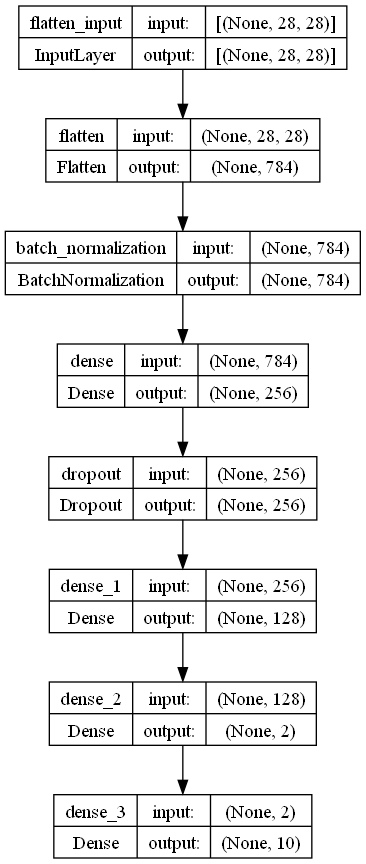 flatten_input input: [(None, 28, 28)]
InputLayer output: [(None, 28, 28)]
flatten input: (None, 28, 28)
Flatten output: (None, 784)
batch_normalization input: (None, 784)
BatchNormalization output: (None, 784)
dense input: (None, 784)
Dense output: (None, 256)
dropout input: (None, 256)
Dropout output: (None, 256)
dense_1 input: (None, 256)
Dense output: (None, 128)
dense_2 input: (None, 128)
Dense output: (None, 2)
dense_3 input: (None, 2)
Dense output: (None, 10)